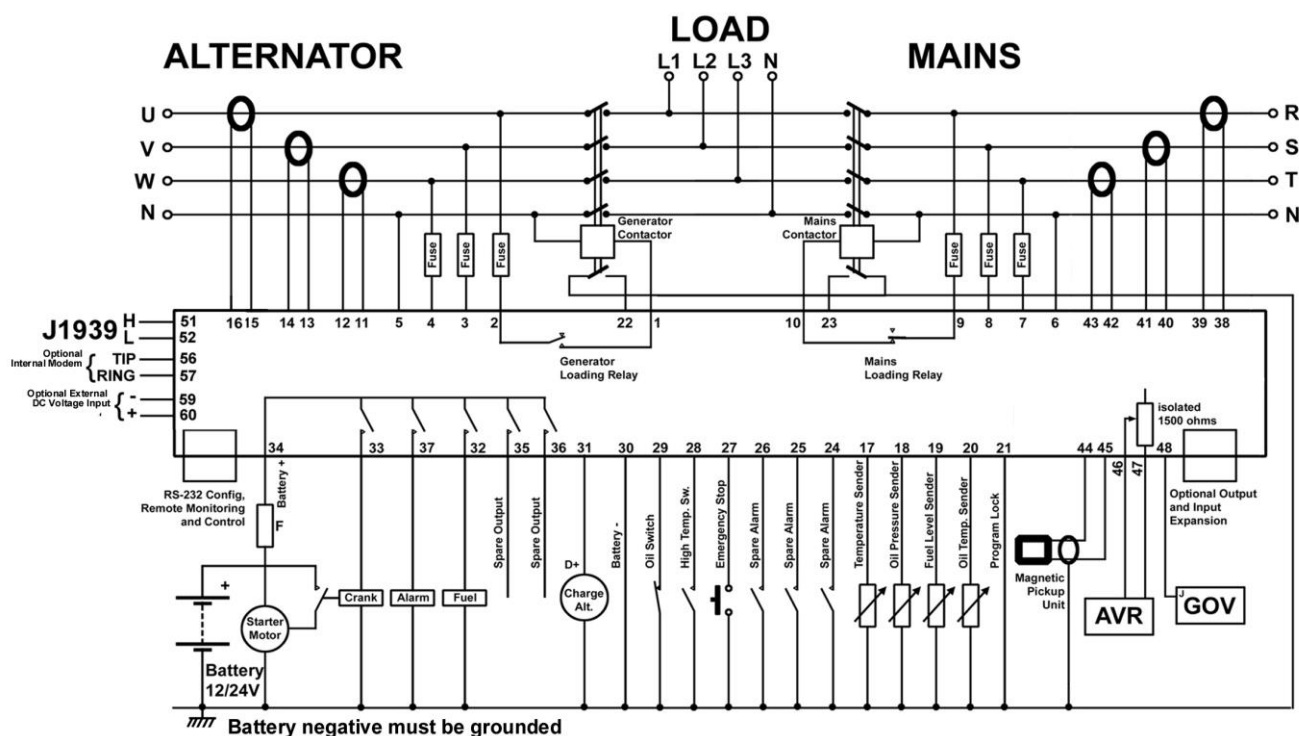 LOAD
ALTERNATOR
MAINS
L1 L2 L3 N
U
V
W
N
R
S
T
N
Generator
Contactor
Mains
Contactor
Fuse
Fuse
Fuse
Fuse
Fuse
Fuse
J1939
H
L
51
52
Optional
Internal Modem
TIP
RING
56
57
Optional External
DC Voltage Input
-
+
59
60
16 15 14 13 12 11 5 4 3 2 22 1 10 23 9 8 7 6 43 42 41 40 39 38
Generator
Loading Relay
Mains
Loading Relay
isolated
1500 ohms
34 33 37 32 35 36 31 30 29 28 27 26 25 24 17 18 19 20 21 44 45 46 47 48
RS-232 Config,
Remote Monitoring
and Control
Battery +
F
Spare Output
Spare Output
Battery -
Oil Switch
High Temp. Sw.
Emergency Stop
Spare Alarm
Spare Alarm
Spare Alarm
Temperature Sender
Oil Pressure Sender
Fuel Level Sender
Oil Temp. Sender
Program Lock
Optional Output
and Input
Expansion
+
Crank
Alarm
Fuel
D+
Charge
Alt.
Starter
Motor
Magnetic
Pickup
Unit
AVR
J
GOV
Battery
12/24V
Battery negative must be grounded